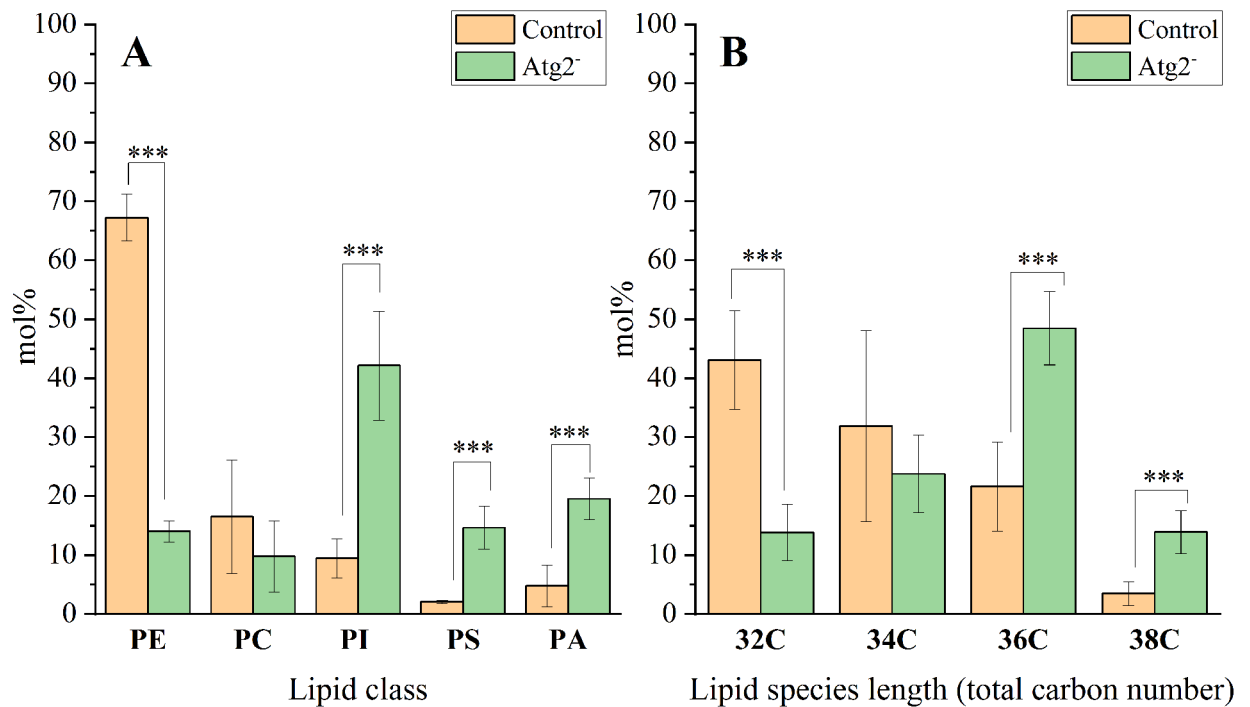 A
Control
Atg2-
100
90
80
70
60
50
40
30
20
10
0
mol%
***
***
***
***
PE PC PI PS PA
Lipid class
B
Control
Atg2-
100
90
80
70
60
50
40
30
20
10
0
mol%
***
***
***
32C 34C 36C 38C
Lipid species length (total carbon number)